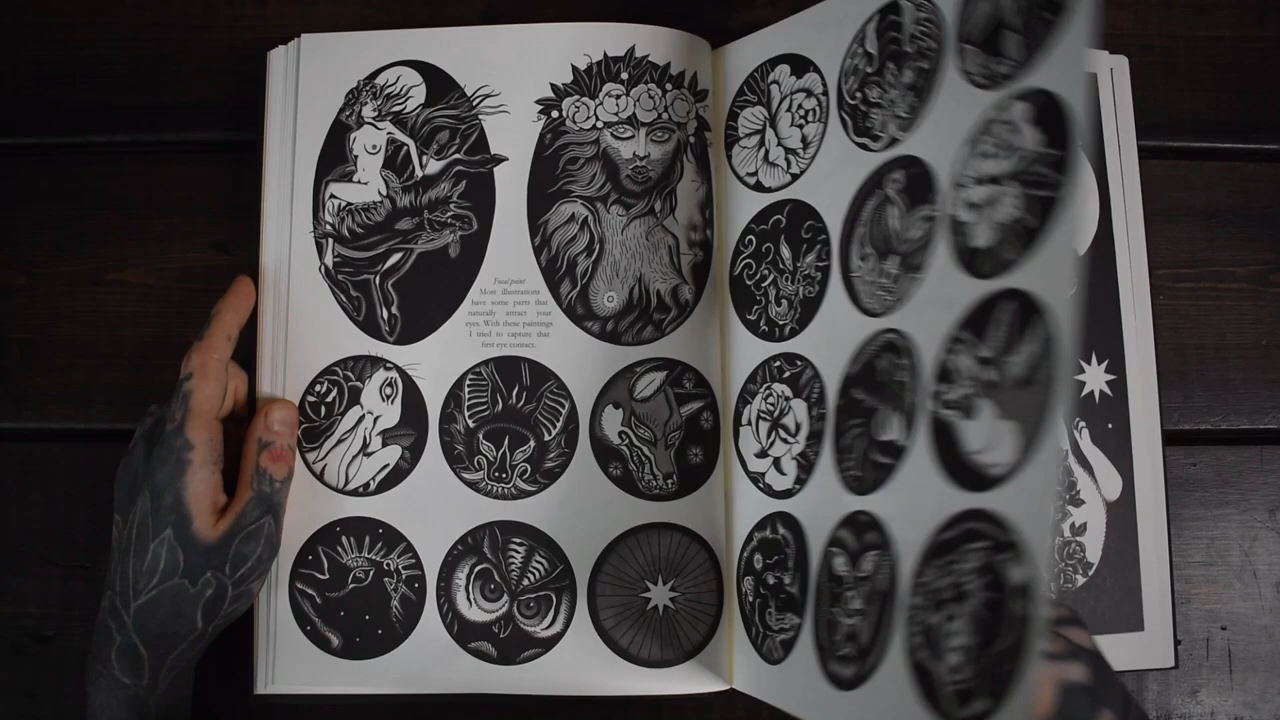 Focal point
Most illustrations
have some parts that
naturally attract your
eyes. With these paintings
I tried to capture that
first eye contact.